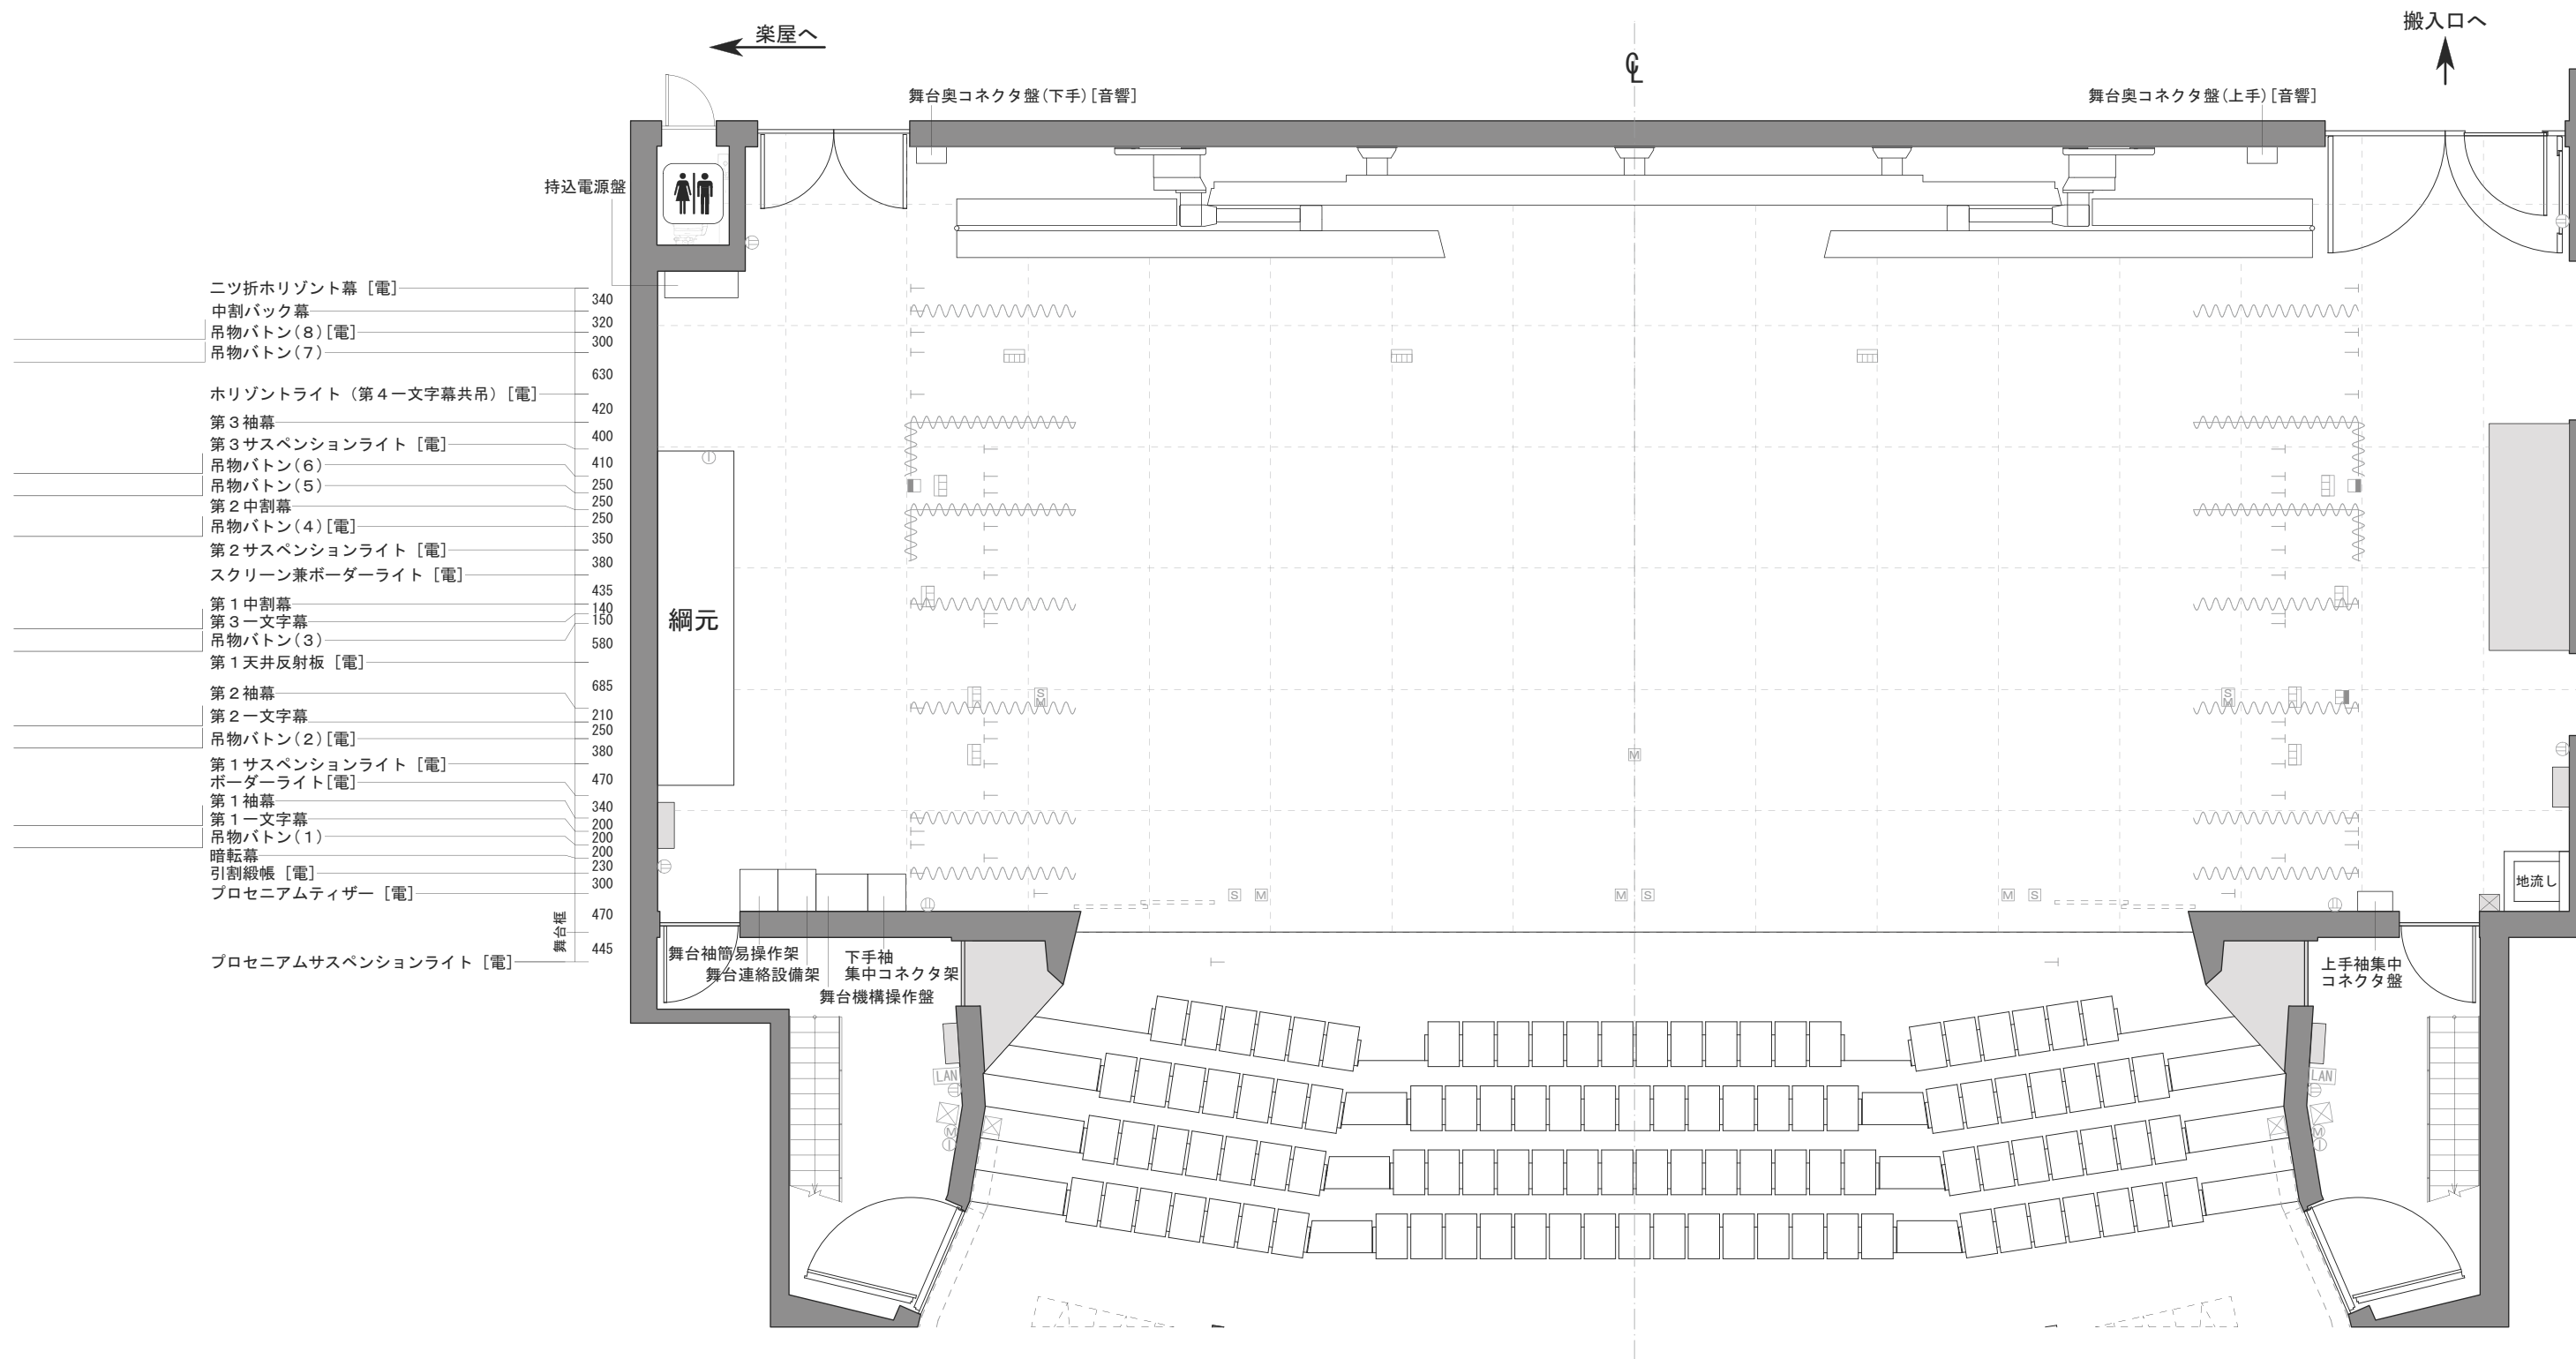 楽屋へ
搬入口へ
℄
舞台奥コネクタ盤(下手)[音響]
舞台奥コネクタ盤(上手)[音響]
持込電源盤
二ツ折ホリゾント幕 [電]
340
中割バック幕
320
吊物バトン(8)[電]
300
吊物バトン(7)
630
ホリゾントライト (第4一文字幕共吊) [電]
420
第3袖幕
400
第3サスペンションライト [電]
410
吊物バトン(6)
250
吊物バトン(5)
250
第2中割幕
250
吊物バトン(4)[電]
350
第2サスペンションライト [電]
380
スクリーン兼ボーダーライト [電]
435
第1中割幕
140
第3一文字幕
150
吊物バトン(3)
580
第1天井反射板 [電]
685
第2袖幕
210
第2一文字幕
250
吊物バトン(2)[電]
380
第1サスペンションライト [電]
470
ボーダーライト[電]
340
第1袖幕
200
第1一文字幕
200
吊物バトン(1)
200
暗転幕
230
引割緞帳 [電]
300
プロセニアムティザー [電]
470
舞台框
445
プロセニアムサスペンションライト [電]
綱元
S
M
S
M
M
S
M
M
S
M
S
地流し
舞台袖簡易操作架
舞台連絡設備架
舞台機構操作盤
下手袖
集中コネクタ架
上手袖集中
コネクタ盤
LAN
M
LAN
M